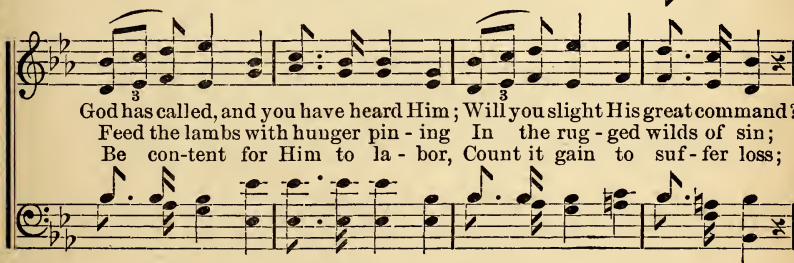 3 3
God has called, and you have heard Him; Will you slight His great command?
Feed the lambs with hunger pin - ing In the rug - ged wilds of sin;
Be con-tent for Him to la - bor, Count it gain to suf - fer loss;